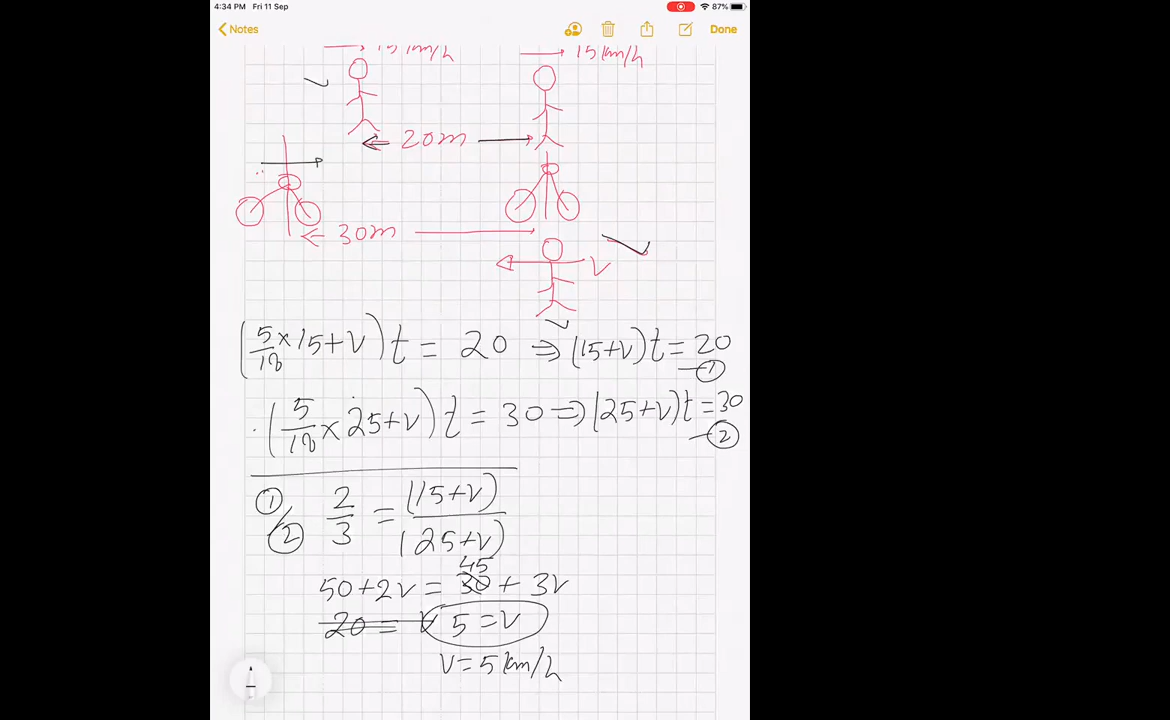 4:34 PM Fri 11 Sep
87%
Notes
Done
15 km/h
15 km/h
20m
30m
V
(5/18 × 15 + V) t = 20 ⇒ (15+V) t = 20
①
(5/18 × 25 + V) t = 30 ⇒ (25+V) t = 30
②
①/② 2/3 = (15+V)/(25+V)
45
50+2V = 30 + 3V
20 = V 5 = V
V = 5 km/h